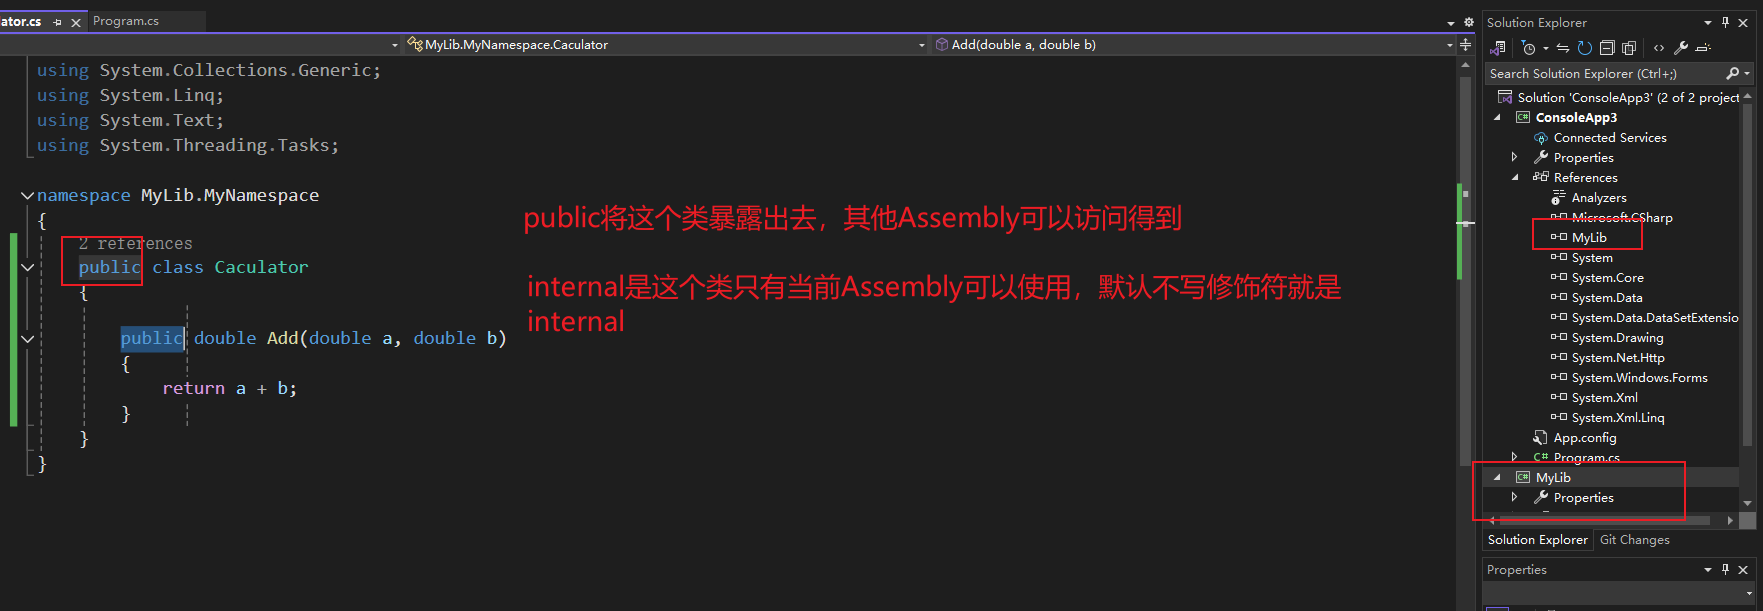 ator.cs
Program.cs
MyLib.MyNamespace.Caculator
Add(double a, double b)
using System.Collections.Generic;
using System.Linq;
using System.Text;
using System.Threading.Tasks;
namespace MyLib.MyNamespace
{
2 references
public class Caculator
{
public double Add(double a, double b)
{
return a + b;
}
}
}
public将这个类暴露出去，其他Assembly可以访问得到
internal是这个类只有当前Assembly可以使用，默认不写修饰符就是
internal
Solution Explorer
Search Solution Explorer (Ctrl+;)
Solution 'ConsoleApp3' (2 of 2 project
C# ConsoleApp3
Connected Services
Properties
References
Analyzers
Microsoft.CSharp
MyLib
System
System.Core
System.Data
System.Data.DataSetExtensio
System.Drawing
System.Net.Http
System.Windows.Forms
System.Xml
System.Xml.Linq
App.config
C# Program.cs
C# MyLib
Properties
Solution Explorer
Git Changes
Properties